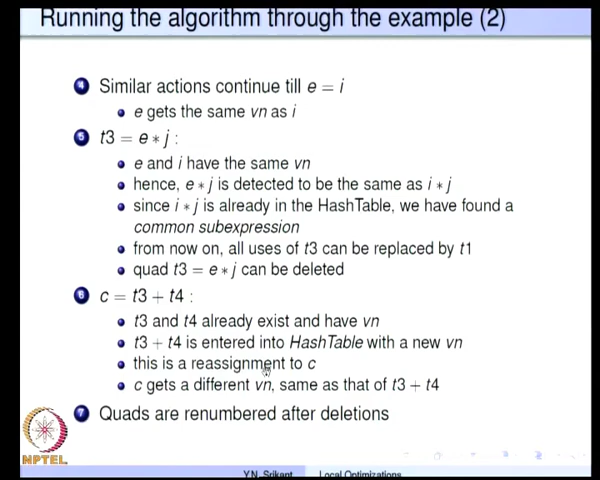 Running the algorithm through the example (2)
4 Similar actions continue till e = i
e gets the same vn as i
5 t3 = e * j :
e and i have the same vn
hence, e * j is detected to be the same as i * j
since i * j is already in the HashTable, we have found a
common subexpression
from now on, all uses of t3 can be replaced by t1
quad t3 = e * j can be deleted
6 c = t3 + t4 :
t3 and t4 already exist and have vn
t3 + t4 is entered into HashTable with a new vn
this is a reassignment to c
c gets a different vn, same as that of t3 + t4
7 Quads are renumbered after deletions
NPTEL
Y.N. Srikant Local Optimizations